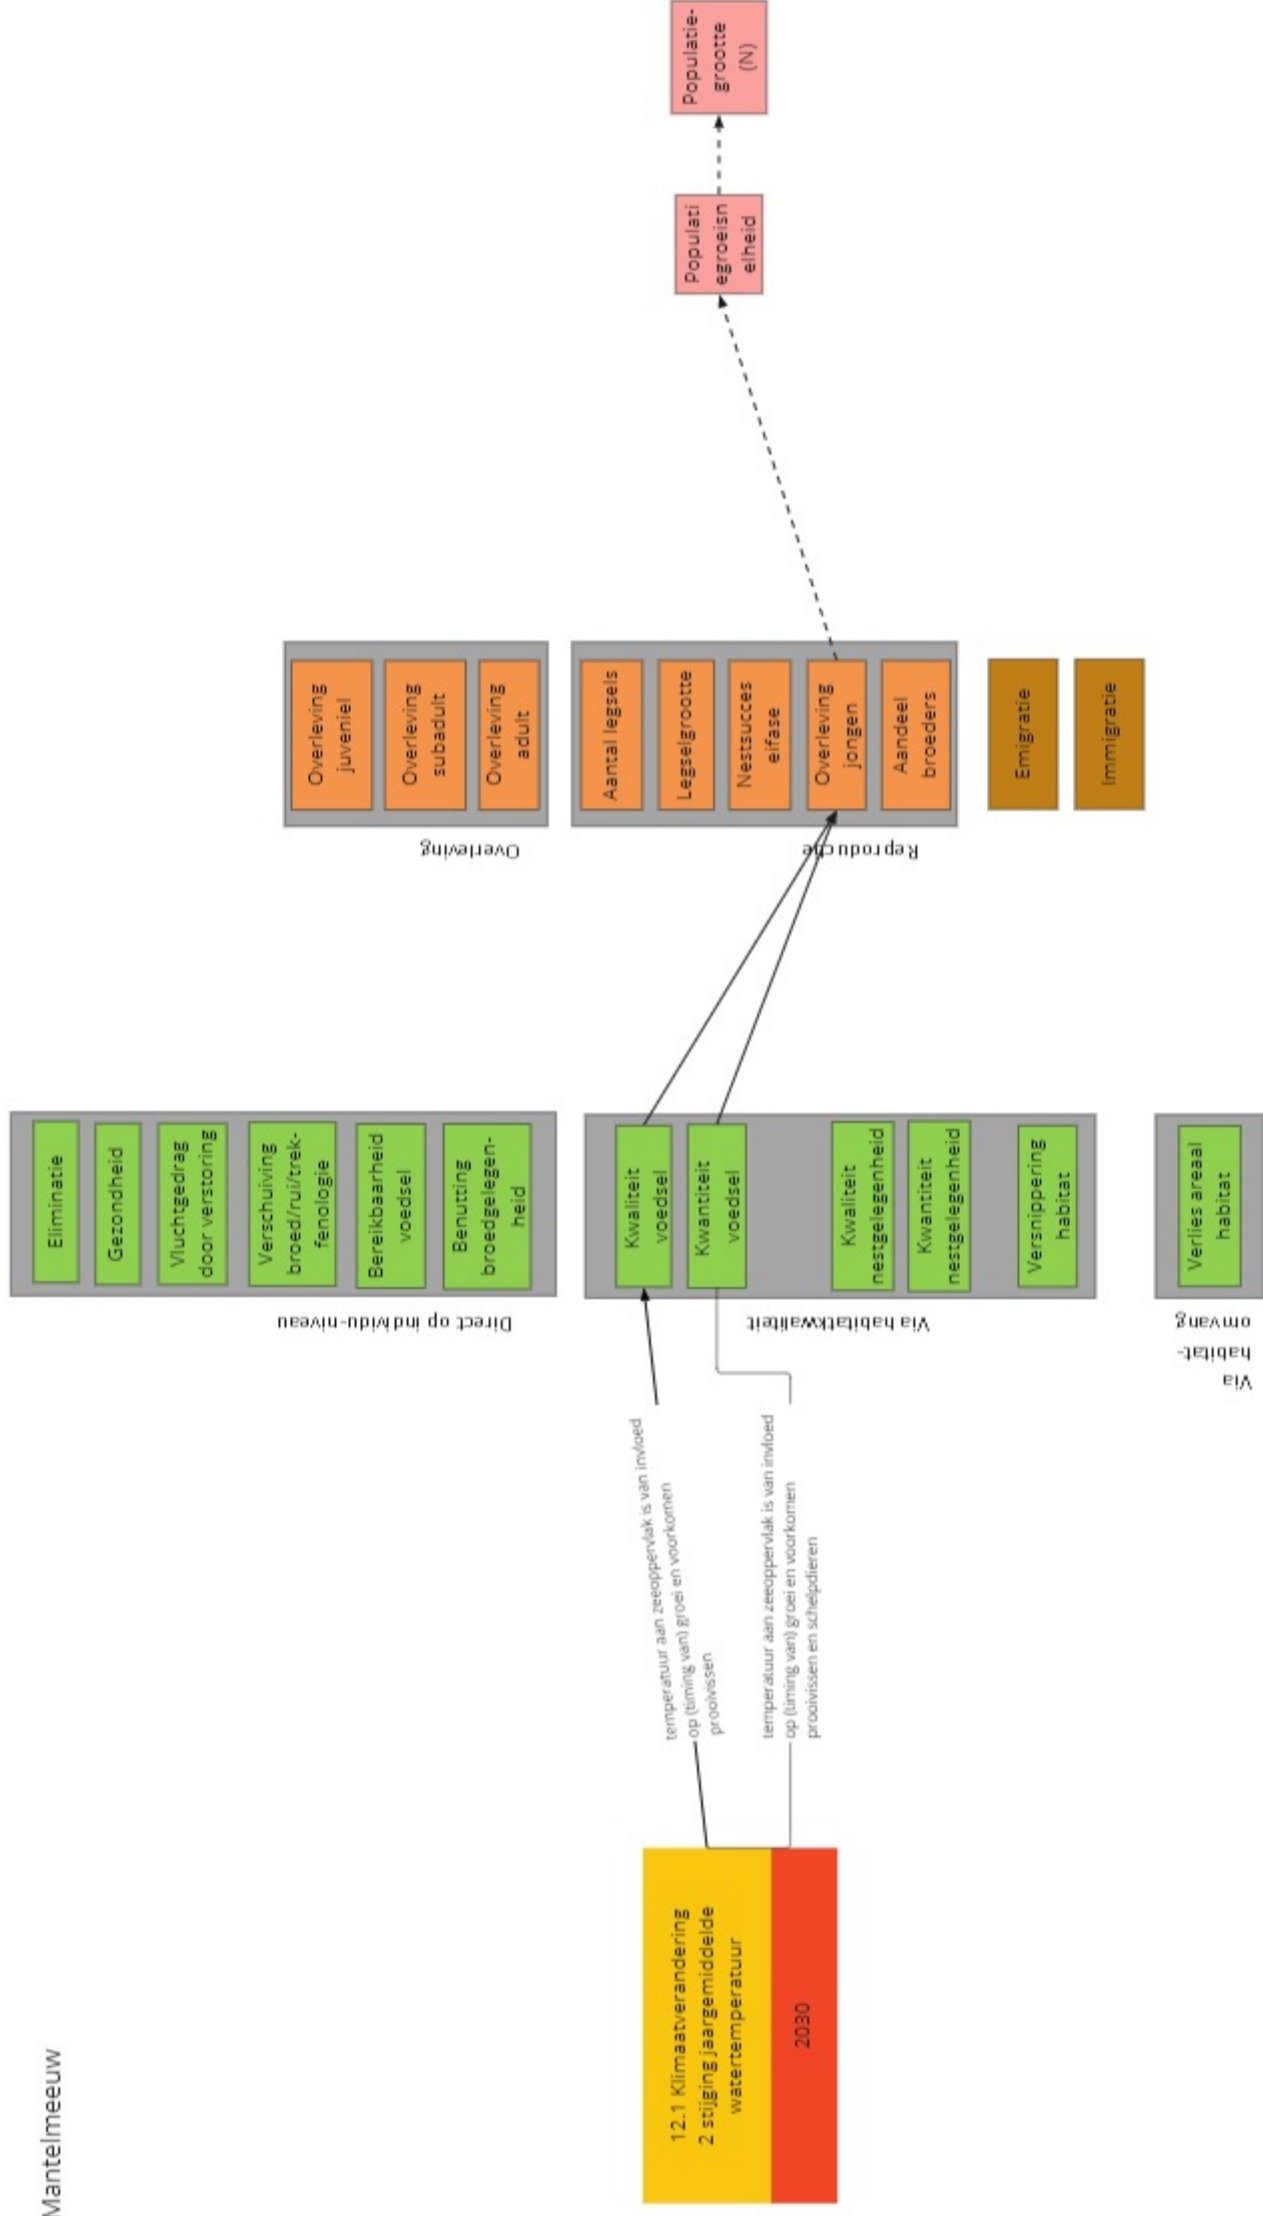 Mantelmeeuw
12.1 Klimaatverandering
2 stijging jaargemiddelde
watertemperatuur
2030
temperatuur aan zeeoppervlak is van invloed
op (timing van) groei en voorkomen
prooivissen
temperatuur aan zeeoppervlak is van invloed
op (timing van) groei en voorkomen
prooivissen en schelpdieren
Direct op individu-niveau
Eliminatie
Gezondheid
Vluchtgedrag
door verstoring
Verschuiving
broed/rui/trek-
fenologie
Bereikbaarheid
voedsel
Benutting
broedgelegen-
heid
Via habitatkwaliteit
Kwaliteit
voedsel
Kwantiteit
voedsel
Kwaliteit
nestgelegenheid
Kwantiteit
nestgelegenheid
Versnippering
habitat
Via
habitat-
omvang
Verlies areaal
habitat
Overleving
Overleving
juveniel
Overleving
subadult
Overleving
adult
Reproductie
Aantal legsels
Legselgrootte
Nestsucces
eifase
Overleving
jongen
Aandeel
broeders
Emigratie
Immigratie
Populati
egroeisn
elheid
Populatie-
grootte
(N)